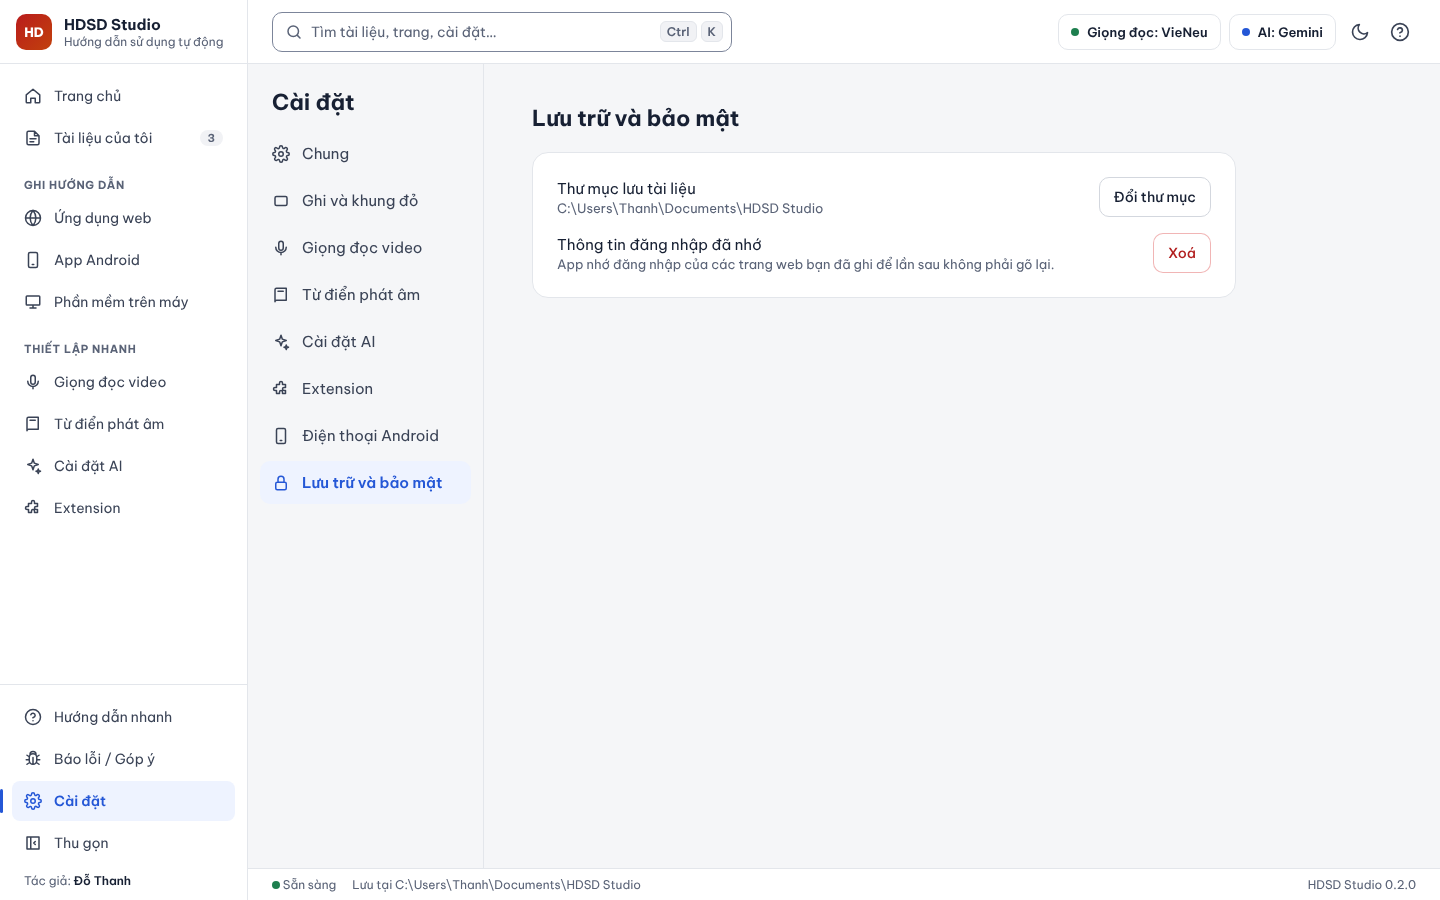 HD
HDSD Studio
Hướng dẫn sử dụng tự động
Tìm tài liệu, trang, cài đặt...
Ctrl K
Giọng đọc: VieNeu
AI: Gemini
Trang chủ
Tài liệu của tôi 3
GHI HƯỚNG DẪN
Ứng dụng web
App Android
Phần mềm trên máy
THIẾT LẬP NHANH
Giọng đọc video
Từ điển phát âm
Cài đặt AI
Extension
Hướng dẫn nhanh
Báo lỗi / Góp ý
Cài đặt
Thu gọn
Tác giả: Đỗ Thanh
Cài đặt
Chung
Ghi và khung đỏ
Giọng đọc video
Từ điển phát âm
Cài đặt AI
Extension
Điện thoại Android
Lưu trữ và bảo mật
Lưu trữ và bảo mật
Thư mục lưu tài liệu
C:\Users\Thanh\Documents\HDSD Studio
Đổi thư mục
Thông tin đăng nhập đã nhớ
App nhớ đăng nhập của các trang web bạn đã ghi để lần sau không phải gõ lại.
Xoá
Sẵn sàng
Lưu tại C:\Users\Thanh\Documents\HDSD Studio
HDSD Studio 0.2.0